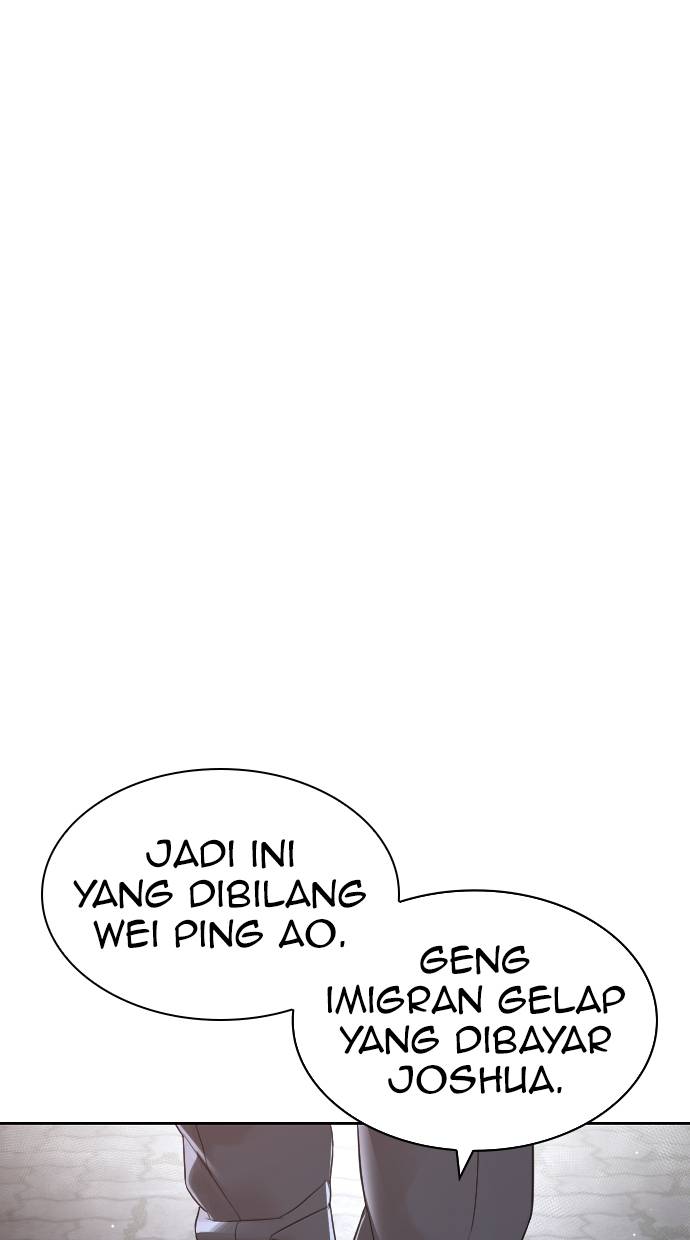 JADI INI
YANG DIBILANG
WEI PING AO.
GENG
IMIGRAN GELAP
YANG DIBAYAR
JOSHUA.